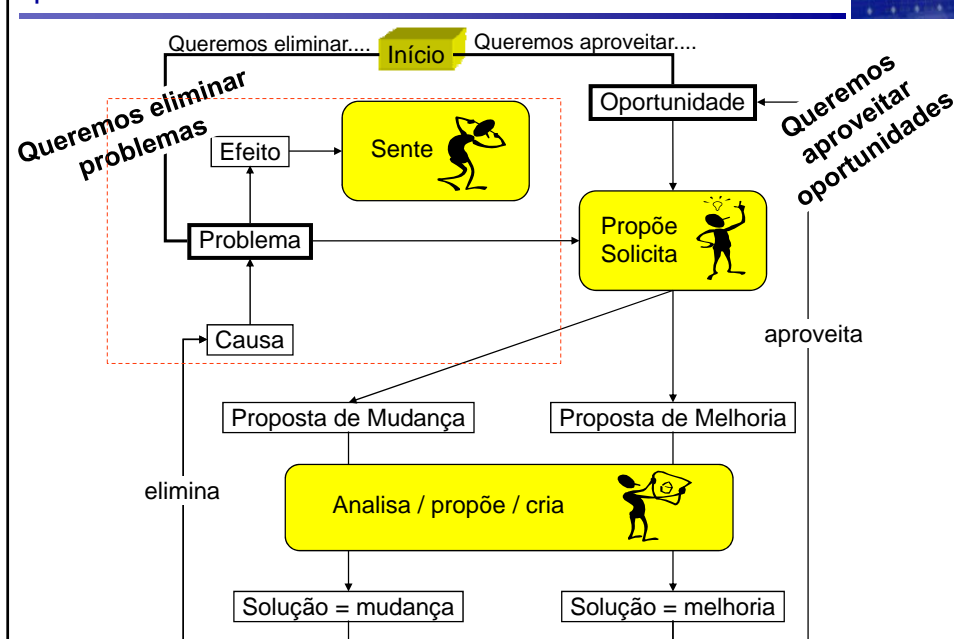 Queremos eliminar....
Início
Queremos aproveitar....
Queremos eliminar
problemas
Oportunidade
Queremos
aproveitar
oportunidades
Efeito
Sente
Problema
Propõe
Solicita
Causa
aproveita
Proposta de Mudança
Proposta de Melhoria
elimina
Analisa / propõe / cria
Solução = mudança
Solução = melhoria